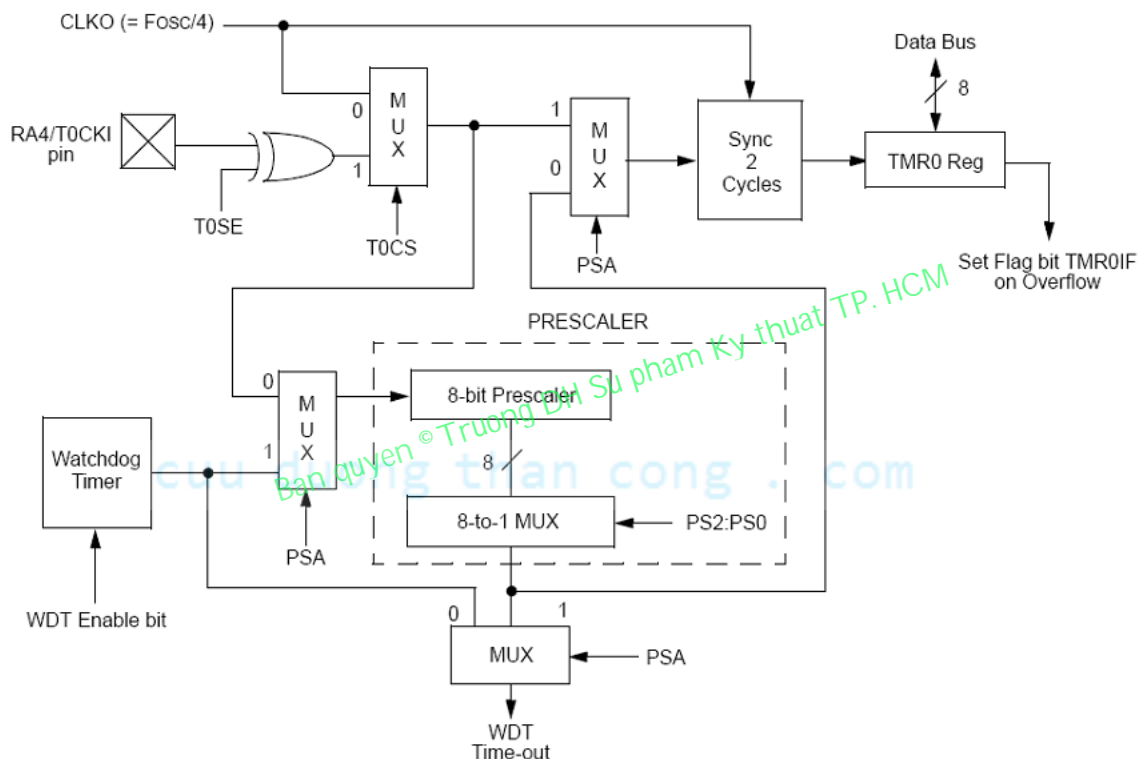 CLKO (= Fosc/4)
Data Bus
8
RA4/T0CKI
pin
0
1
M
U
X
T0SE
T0CS
1
0
M
U
X
PSA
Sync
2
Cycles
TMR0 Reg
Set Flag bit TMR0IF
on Overflow
PRESCALER
0
1
M
U
X
PSA
8-bit Prescaler
8
8-to-1 MUX
PS2:PS0
Watchdog
Timer
WDT Enable bit
0
1
MUX
PSA
WDT
Time-out
Ban quyen © Truong DH Su pham Ky thuat TP. HCM
cuu duong than cong . com